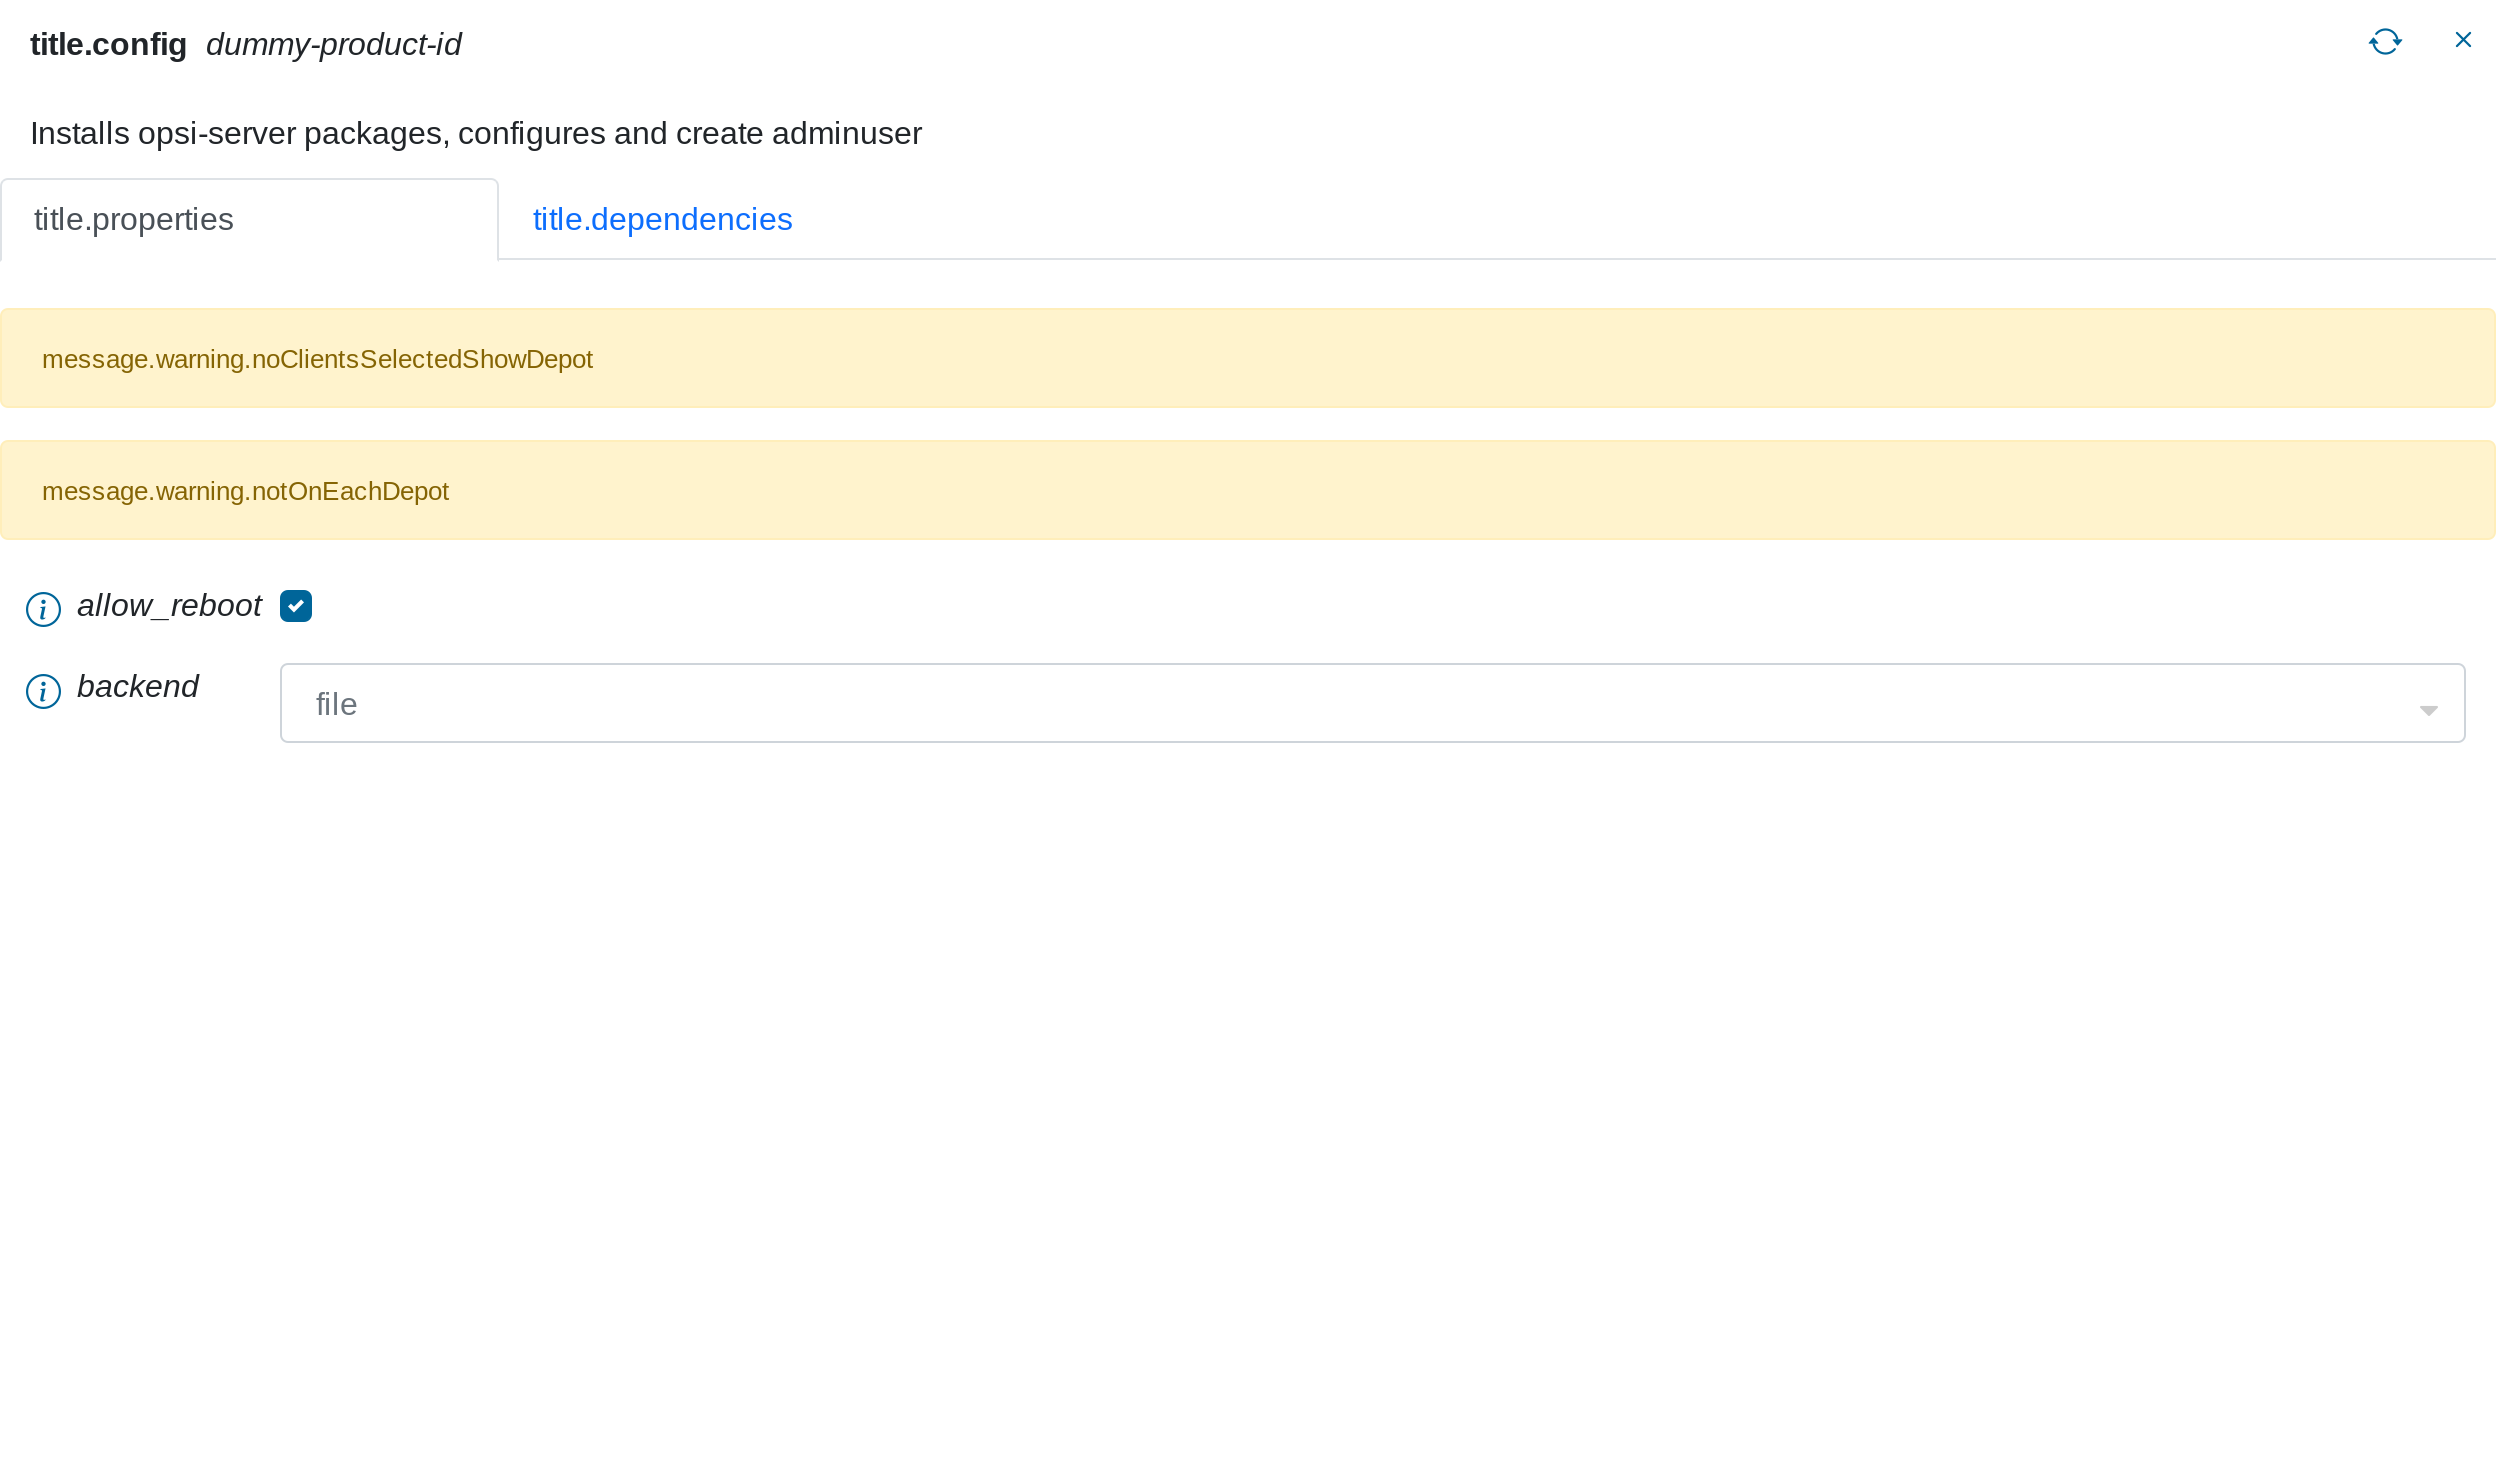 title.config dummy-product-id
Installs opsi-server packages, configures and create adminuser
title.properties title.dependencies
message.warning.noClientsSelectedShowDepot
message.warning.notOnEachDepot
allow_reboot
backend file